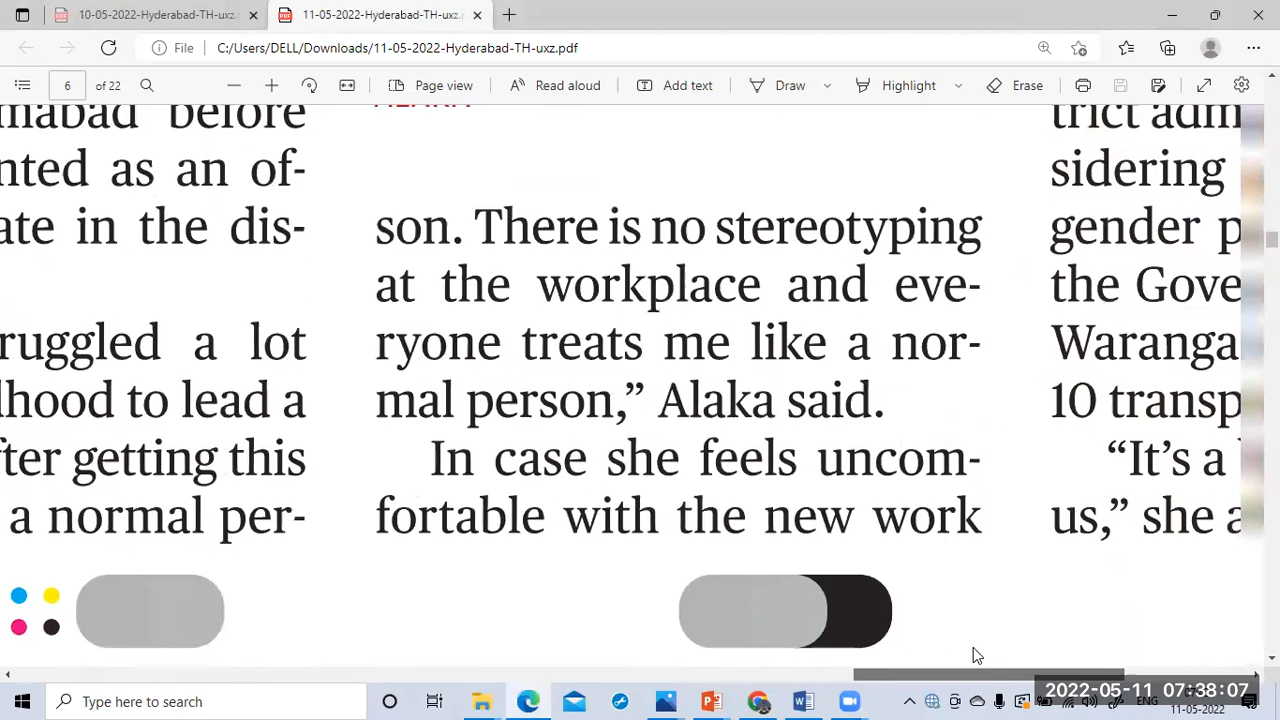 10-05-2022-Hyderabad-TH-uxz.
11-05-2022-Hyderabad-TH-uxz.
File
C:/Users/DELL/Downloads/11-05-2022-Hyderabad-TH-uxz.pdf
6 of 22
Page view
Read aloud
Add text
Draw
Highlight
Erase
mabad before
nted as an of-
ate in the dis-
ruggled a lot
lhood to lead a
fter getting this
a normal per-
son. There is no stereotyping
at the workplace and eve-
ryone treats me like a nor-
mal person,” Alaka said.
In case she feels uncom-
fortable with the new work
trict adm
sidering
gender p
the Gove
Waranga
10 transp
“It’s a
us,” she a
Type here to search
ENG
2022-05-11 07:38:07
11-05-2022